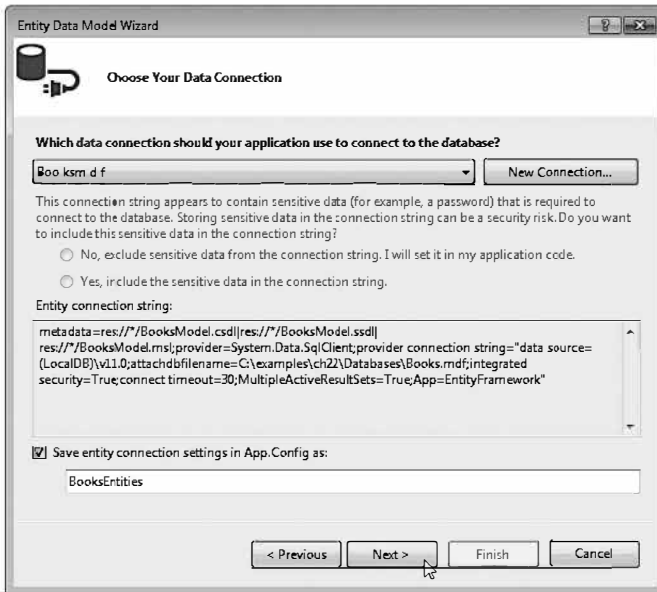 Entity Data Model Wizard
Choose Your Data Connection
Which data connection should your application use to connect to the database?
Boo ksm d f
New Connection...
This connection string appears to contain sensitive data (for example, a password) that is required to
connect to the database. Storing sensitive data in the connection string can be a security risk. Do you want
to include this sensitive data in the connection string?
No, exclude sensitive data from the connection string. I will set it in my application code.
Yes, include the sensitive data in the connection string.
Entity connection string:
metadata=res://*/BooksModel.csdl|res://*/BooksModel.ssdl|
res://*/BooksModel.msl;provider=System.Data.SqlClient;provider connection string="data source=
(LocalDB)\v11.0;attachdbfilename=C:\examples\ch22\Databases\Books.mdf;integrated
security=True;connect timeout=30;MultipleActiveResultSets=True;App=EntityFramework"
Save entity connection settings in App.Config as:
BooksEntities
< Previous
Next >
Finish
Cancel